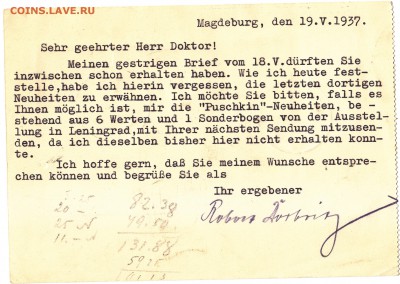 COINS.LAVE.RU
Magdeburg, den 19.V.1937.
Sehr geehrter Herr Doktor!
Meinen gestrigen Brief vom 18.V.dürften Sie
inzwischen schon erhalten haben. Wie ich heute fest-
stelle,habe ich hierin vergessen, die letzten dortigen
Neuheiten zu erwähnen. Ich möchte Sie bitten, falls es
Ihnen möglich ist, mir die "Puschkin"-Neuheiten, be -
stehend aus 6 Werten und 1 Sonderbogen von der Ausstel-
lung in Leningrad,mit Ihrer nächsten Sendung mitzusen-
den, da ich dieselben bisher hier nicht erhalten konn-
te.
Ich hoffe gern, daß Sie meinem Wunsche entspre-
chen können und begrüße Sie als
Ihr ergebener
20 - 82.38
25 49.50
11.- 131.88